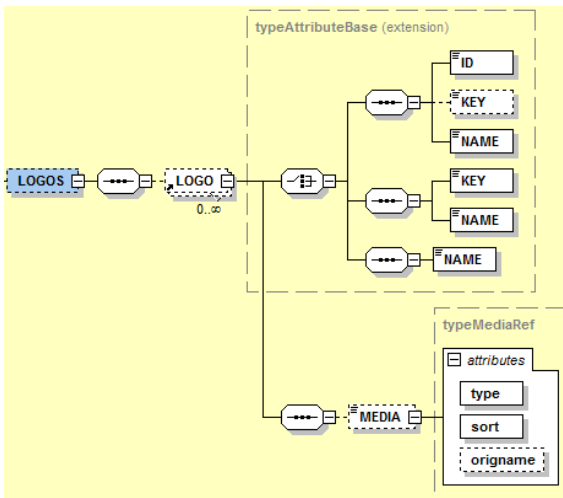 typeAttributeBase (extension)
ID
KEY
NAME
LOGOS
LOGO
0..∞
KEY
NAME
NAME
typeMediaRef
attributes
MEDIA
type
sort
origname